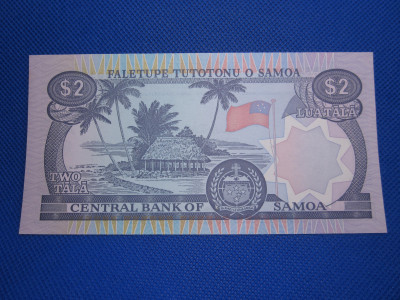 FALETUPE TUTOTONU O SAMOA
$2
$2
LUA TALA
TWO
TALA
CENTRAL BANK OF SAMOA